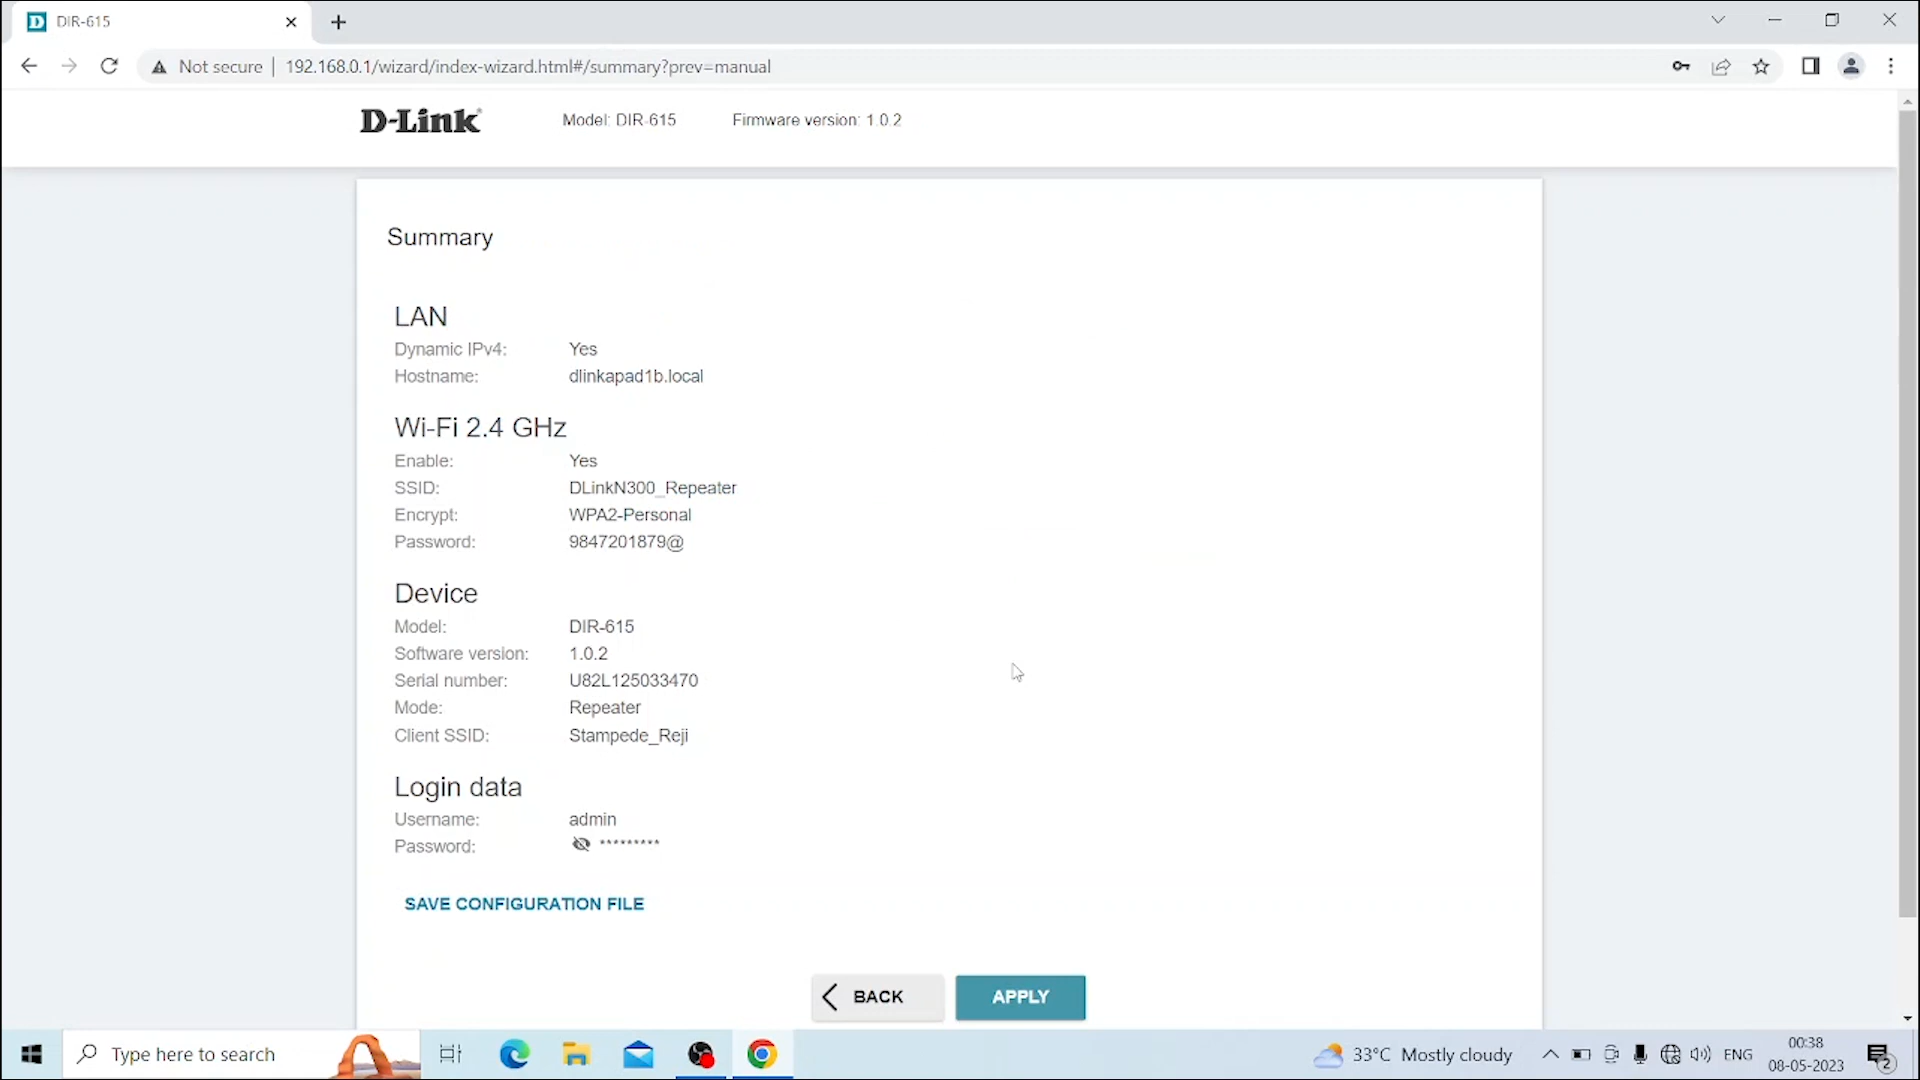 DIR-615
Not secure
192.168.0.1/wizard/index-wizard.html#/summary?prev=manual
D-Link
Model: DIR-615
Firmware version: 1.0.2
Summary
LAN
Dynamic IPv4: Yes
Hostname: dlinkapad1b.local
Wi-Fi 2.4 GHz
Enable: Yes
SSID: DLinkN300_Repeater
Encrypt: WPA2-Personal
Password: 9847201879@
Device
Model: DIR-615
Software version: 1.0.2
Serial number: U82L125033470
Mode: Repeater
Client SSID: Stampede_Reji
Login data
Username: admin
Password: *********
SAVE CONFIGURATION FILE
BACK
APPLY
Type here to search
33°C Mostly cloudy
ENG
00:38
08-05-2023
2